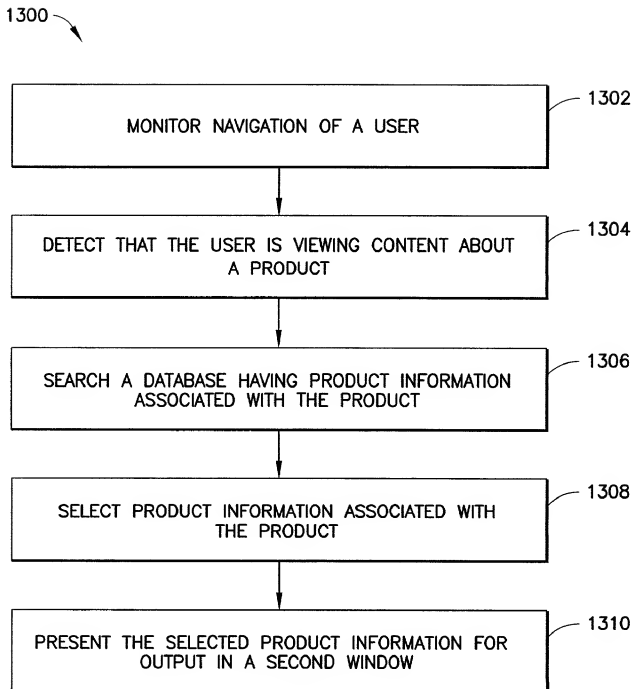 1300
1302
MONITOR NAVIGATION OF A USER
1304
DETECT THAT THE USER IS VIEWING CONTENT ABOUT
A PRODUCT
1306
SEARCH A DATABASE HAVING PRODUCT INFORMATION
ASSOCIATED WITH THE PRODUCT
1308
SELECT PRODUCT INFORMATION ASSOCIATED WITH
THE PRODUCT
1310
PRESENT THE SELECTED PRODUCT INFORMATION FOR
OUTPUT IN A SECOND WINDOW